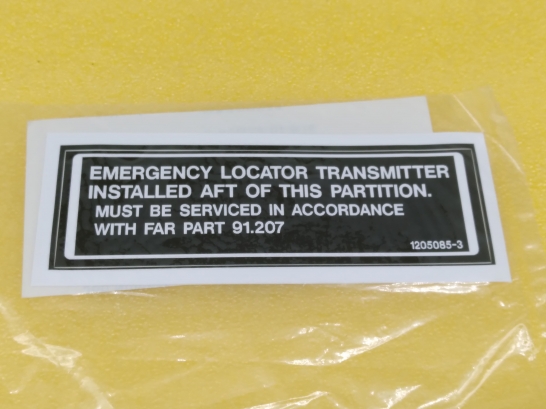 EMERGENCY LOCATOR TRANSMITTER
INSTALLED AFT OF THIS PARTITION.
MUST BE SERVICED IN ACCORDANCE
WITH FAR PART 91.207
1205085-3